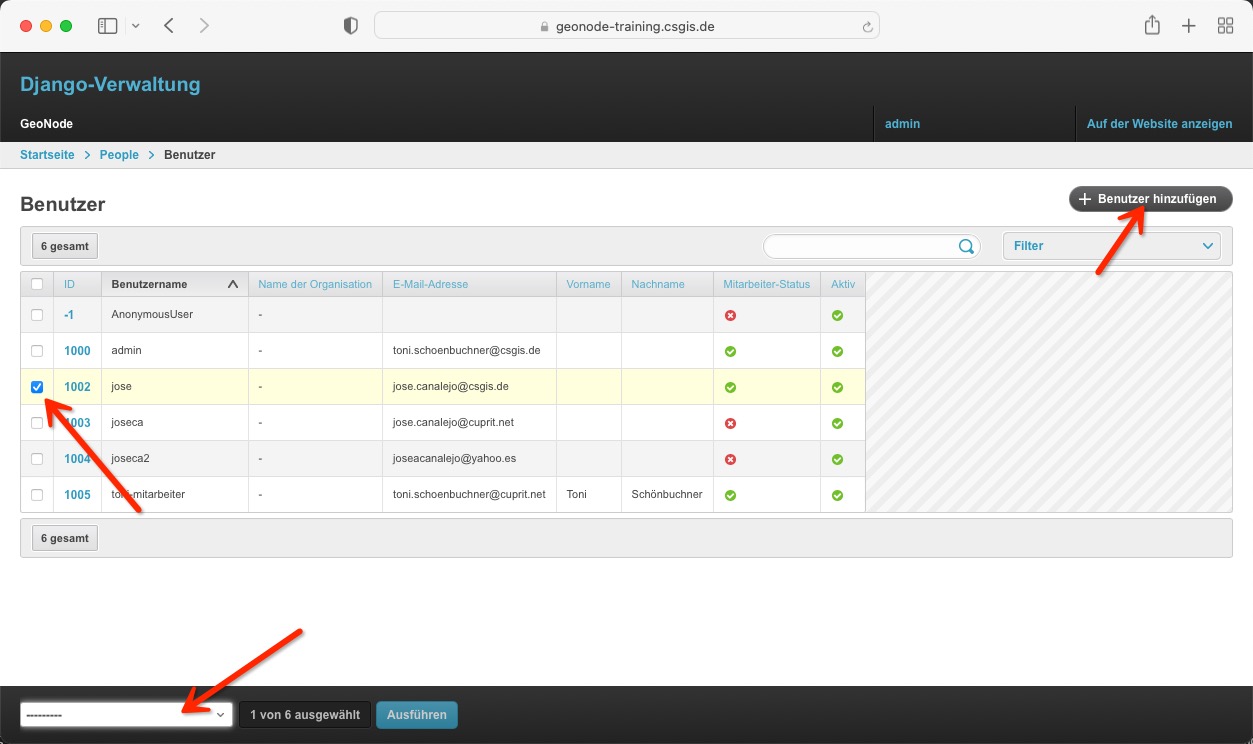 geonode-training.csgis.de
Django-Verwaltung
GeoNode admin Auf der Website anzeigen
Startseite > People > Benutzer
Benutzer + Benutzer hinzufügen
6 gesamt Filter
ID Benutzername Name der Organisation E-Mail-Adresse Vorname Nachname Mitarbeiter-Status Aktiv
-1 AnonymousUser -
1000 admin - toni.schoenbuchner@csgis.de
1002 jose - jose.canalejo@csgis.de
1003 joseca - jose.canalejo@cuprit.net
1004 joseca2 - joseacanalejo@yahoo.es
1005 toni-mitarbeiter - toni.schoenbuchner@cuprit.net Toni Schönbuchner
6 gesamt
--------- 1 von 6 ausgewählt Ausführen